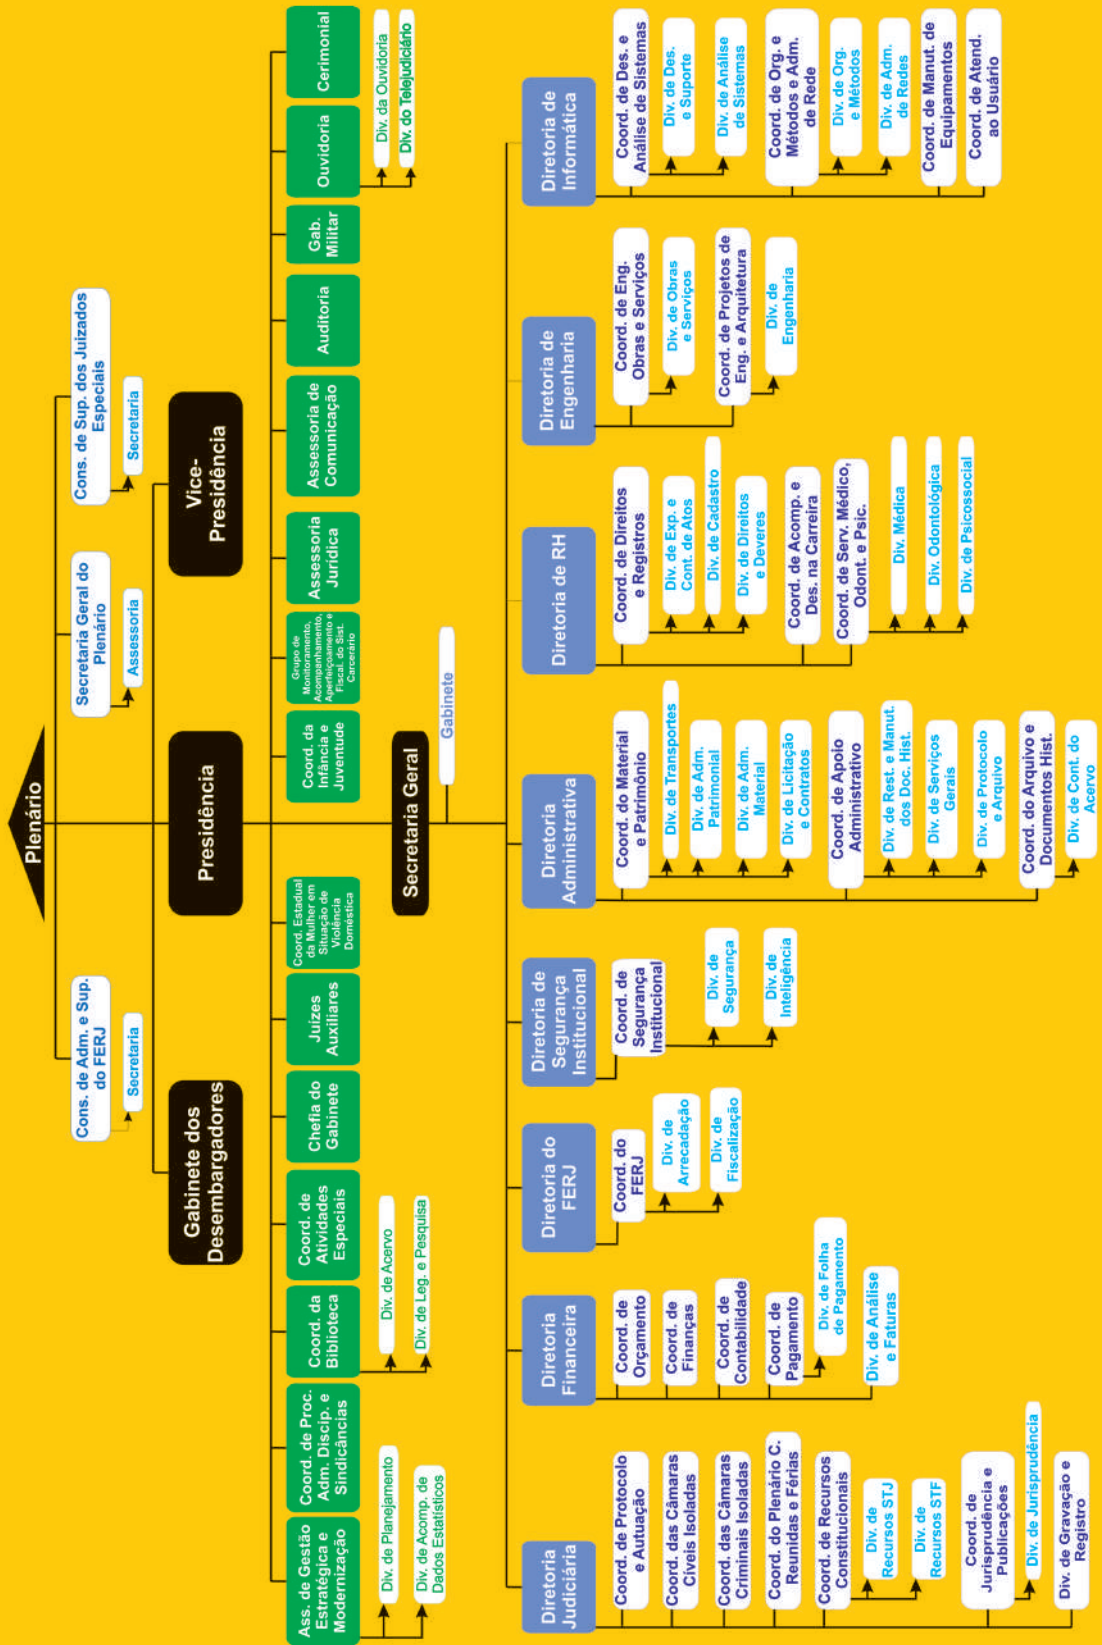 Plenário
Cons. de Adm. e Sup.
do FERJ
Secretaria
Secretaria Geral do
Plenário
Assessoria
Cons. de Sup. dos Juizados
Especiais
Secretaria
Gabinete dos
Desembargadores
Presidência
Vice-
Presidência
Ass. de Gestão
Estratégica e
Modernização
Div. de Planejamento
Div. de Acomp. de
Dados Estatísticos
Coord. de Proc.
Adm. Discip. e
Sindicâncias
Coord. da
Biblioteca
Div. de Acervo
Div. de Leg. e Pesquisa
Coord. de
Atividades
Especiais
Chefia do
Gabinete
Juizes
Auxiliares
Coord. Estadual
da Mulher em
Situação de
Violência
Doméstica
Coord. da
Infância e
Juventude
Grupo de
Monitoramento,
Acompanhamento,
Aperfeiçoamento e
Fiscal. do Sist.
Carcerário
Assessoria
Jurídica
Assessoria de
Comunicação
Auditoria
Gab.
Militar
Ouvidoria
Div. da Ouvidoria
Div. do Telejudiciário
Cerimonial
Secretaria Geral
Gabinete
Diretoria
Judiciária
Coord. de Protocolo
e Autuação
Coord. das Câmaras
Cíveis Isoladas
Coord. das Câmaras
Criminais Isoladas
Coord. do Plenário C.
Reunidas e Férias
Coord. de Recursos
Constitucionais
Div. de
Recursos STJ
Div. de
Recursos STF
Coord. de
Jurisprudência e
Publicações
Div. de Jurisprudência
Div. de Gravação e
Registro
Diretoria
Financeira
Coord. de
Orçamento
Coord. de
Finanças
Coord. de
Contabilidade
Coord. de
Pagamento
Div. de Folha
de Pagamento
Div. de Análise
e Faturas
Diretoria do
FERJ
Coord. do
FERJ
Div. de
Arrecadação
Div. de
Fiscalização
Diretoria de
Segurança
Institucional
Coord. de
Segurança
Institucional
Div. de
Segurança
Div. de
Inteligência
Diretoria
Administrativa
Coord. do Material
e Patrimônio
Div. de Transportes
Div. de Adm.
Patrimonial
Div. de Adm.
Material
Div. de Licitação
e Contratos
Coord. de Apoio
Administrativo
Div. de Rest. e Manut.
dos Doc. Hist.
Div. de Serviços
Gerais
Div. de Protocolo
e Arquivo
Coord. do Arquivo e
Documentos Hist.
Div. de Cont. do
Acervo
Diretoria de RH
Coord. de Direitos
e Registros
Div. de Exp. e
Cont. de Atos
Div. de Cadastro
Div. de Direitos
e Deveres
Coord. de Acomp. e
Des. na Carreira
Coord. de Serv. Médico,
Odont. e Psic.
Div. Médica
Div. Odontológica
Div. de Psicossocial
Diretoria de
Engenharia
Coord. de Eng.
Obras e Serviços
Div. de Obras
e Serviços
Coord. de Projetos de
Eng. e Arquitetura
Div. de
Engenharia
Diretoria de
Informática
Coord. de Des. e
Análise de Sistemas
Div. de Des.
e Suporte
Div. de Análise
de Sistemas
Coord. de Org. e
Métodos e Adm.
de Rede
Div. de Org.
e Métodos
Div. de Adm.
de Redes
Coord. de Manut. de
Equipamentos
Coord. de Atend.
ao Usuário